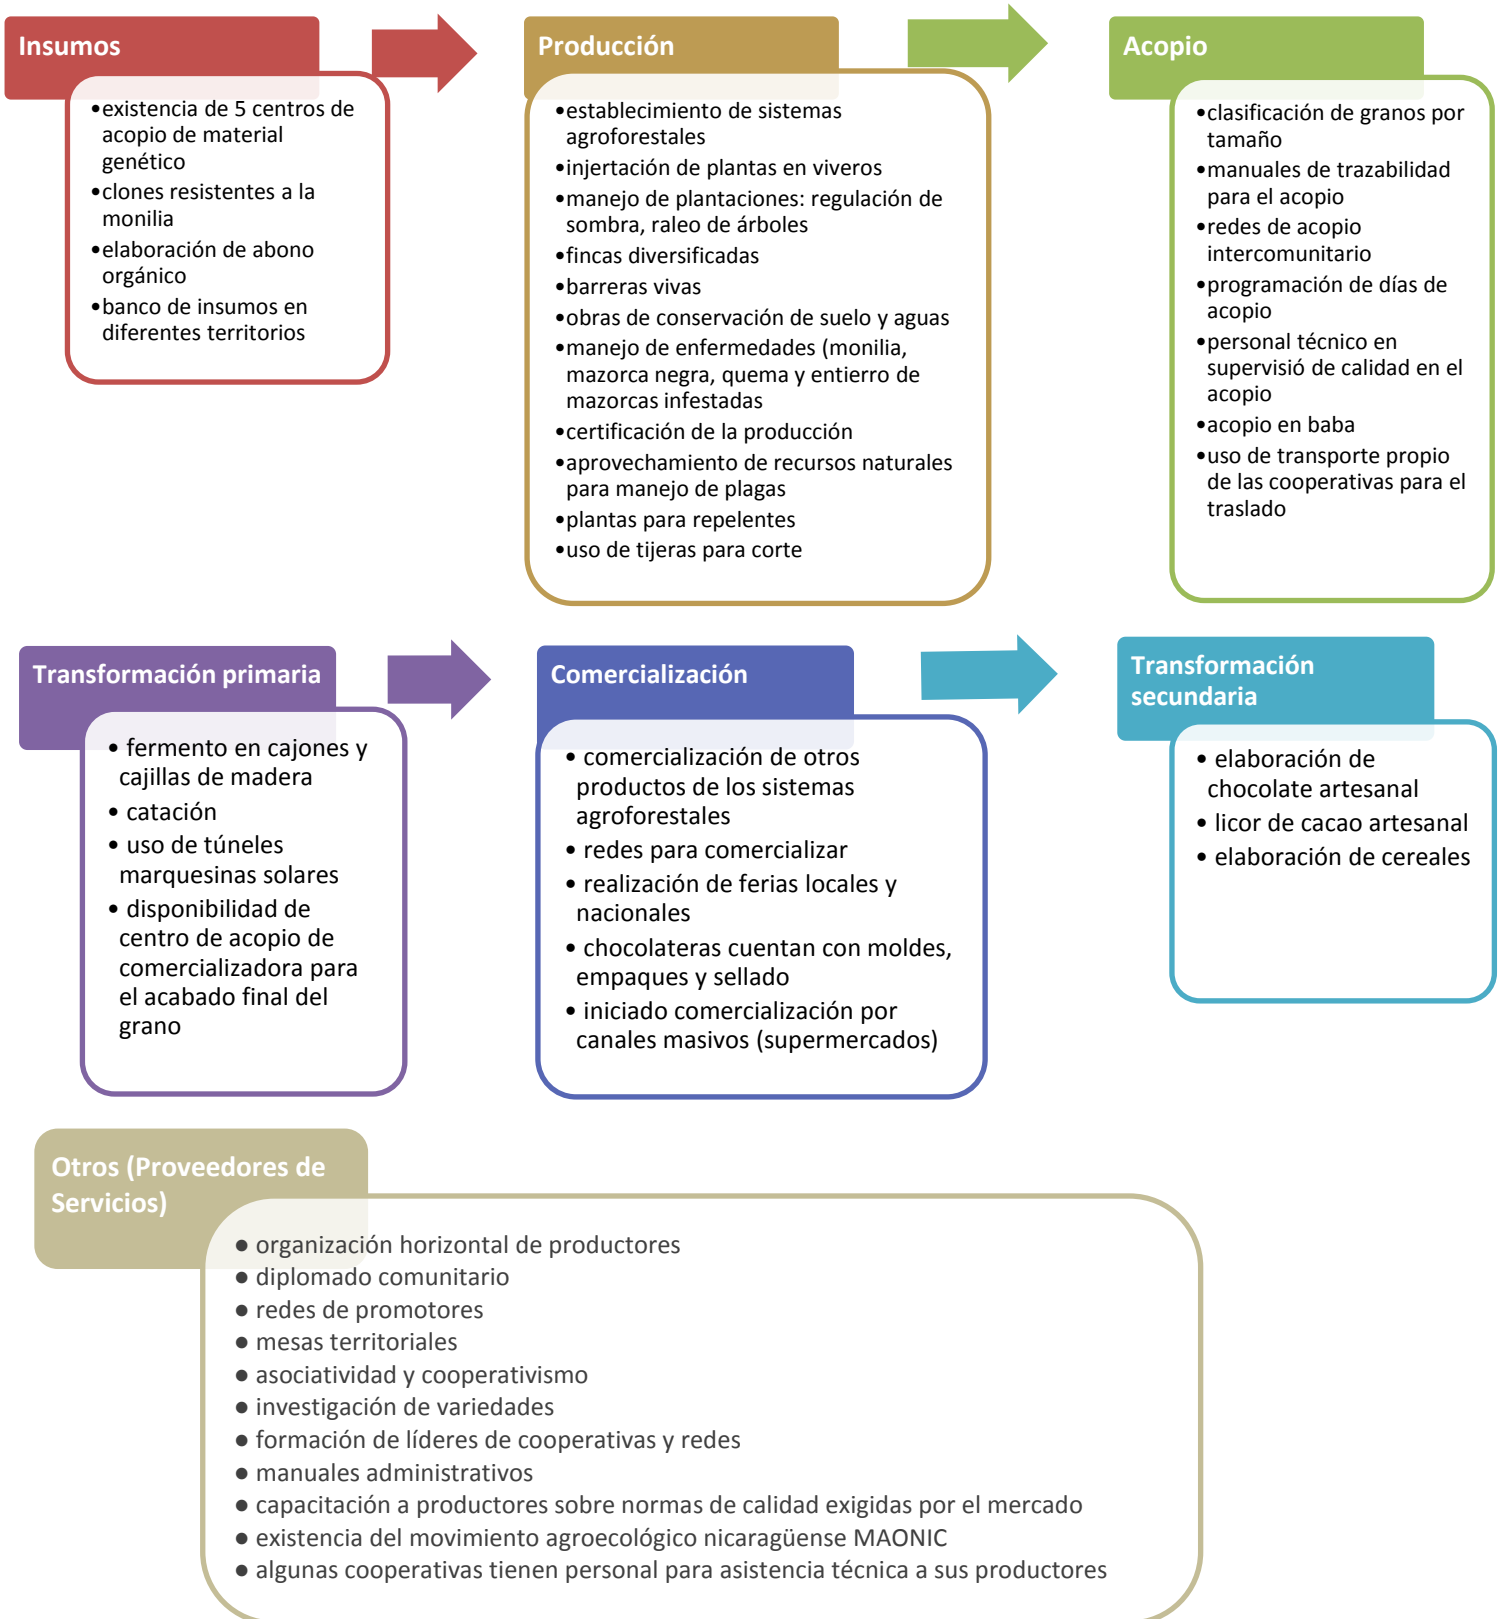 Insumos
•existencia de 5 centros de
acopio de material
genético
•clones resistentes a la
monilia
•elaboración de abono
orgánico
•banco de insumos en
diferentes territorios
Producción
•establecimiento de sistemas
agroforestales
•injertación de plantas en viveros
•manejo de plantaciones: regulación de
sombra, raleo de árboles
•fincas diversificadas
•barreras vivas
•obras de conservación de suelo y aguas
•manejo de enfermedades (monilia,
mazorca negra, quema y entierro de
mazorcas infestadas
•certificación de la producción
•aprovechamiento de recursos naturales
para manejo de plagas
•plantas para repelentes
•uso de tijeras para corte
Acopio
•clasificación de granos por
tamaño
•manuales de trazabilidad
para el acopio
•redes de acopio
intercomunitario
•programación de días de
acopio
•personal técnico en
supervisió de calidad en el
acopio
•acopio en baba
•uso de transporte propio
de las cooperativas para el
traslado
Transformación primaria
• fermento en cajones y
cajillas de madera
• catación
• uso de túneles
marquesinas solares
• disponibilidad de
centro de acopio de
comercializadora para
el acabado final del
grano
Comercialización
• comercialización de otros
productos de los sistemas
agroforestales
• redes para comercializar
• realización de ferias locales y
nacionales
• chocolateras cuentan con moldes,
empaques y sellado
• iniciado comercialización por
canales masivos (supermercados)
Transformación
secundaria
• elaboración de
chocolate artesanal
• licor de cacao artesanal
• elaboración de cereales
Otros (Proveedores de
Servicios)
● organización horizontal de productores
● diplomado comunitario
● redes de promotores
● mesas territoriales
● asociatividad y cooperativismo
● investigación de variedades
● formación de líderes de cooperativas y redes
● manuales administrativos
● capacitación a productores sobre normas de calidad exigidas por el mercado
● existencia del movimiento agroecológico nicaragüense MAONIC
● algunas cooperativas tienen personal para asistencia técnica a sus productores